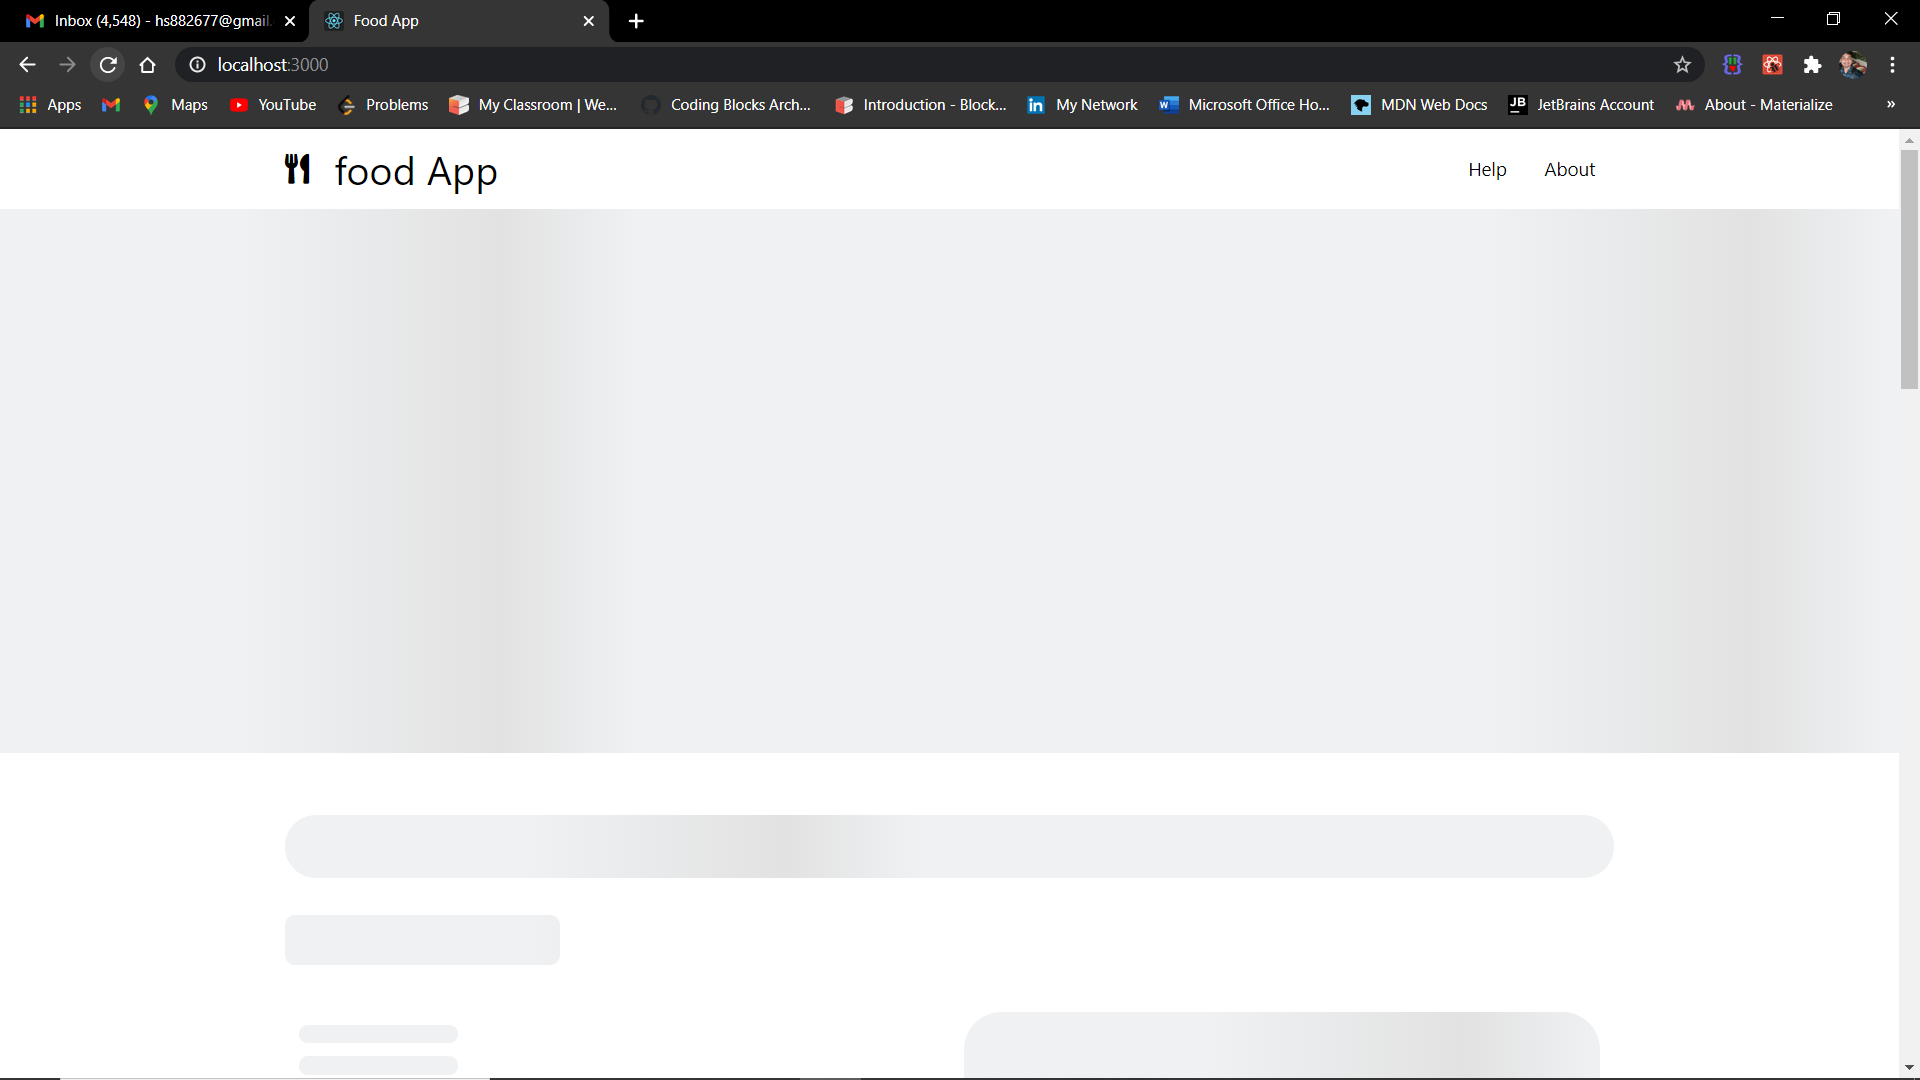 Inbox (4,548) - hs882677@gmail.
Food App
localhost:3000
Apps
Maps
YouTube
Problems
My Classroom | We...
Coding Blocks Arch...
Introduction - Block...
My Network
Microsoft Office Ho...
MDN Web Docs
JB
JetBrains Account
About - Materialize
»
food App
Help
About